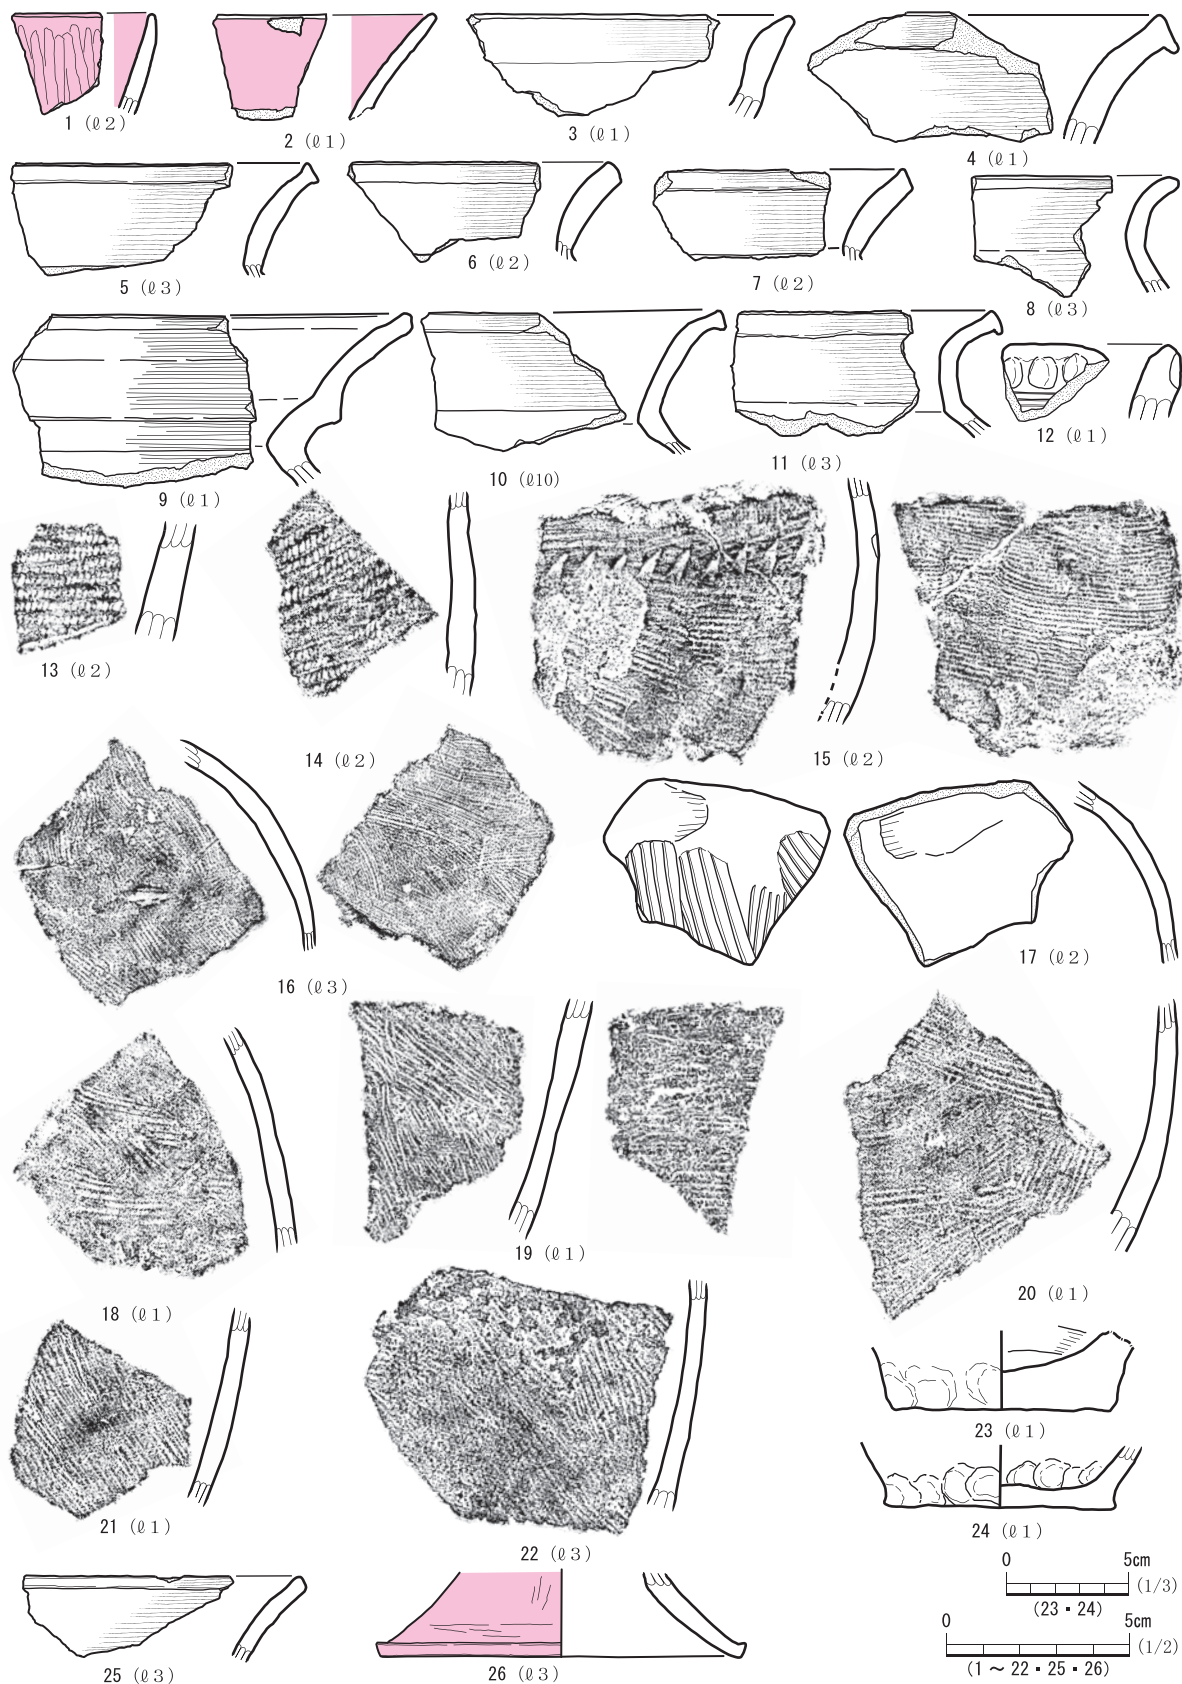 1（ℓ２）
2（ℓ１）
3（ℓ１）
4（ℓ１）
5（ℓ３）
6（ℓ２）
7（ℓ２）
8（ℓ３）
9（ℓ１）
10（ℓ10）
11（ℓ３）
12（ℓ１）
13（ℓ２）
14（ℓ２）
15（ℓ２）
16（ℓ３）
17（ℓ２）
18（ℓ１）
19（ℓ１）
20（ℓ１）
21（ℓ１）
22（ℓ３）
23（ℓ１）
24（ℓ１）
25（ℓ３）
26（ℓ３）
0 5cm
(1/3)
(23・24)
0 5cm
(1/2)
(1～22・25・26)